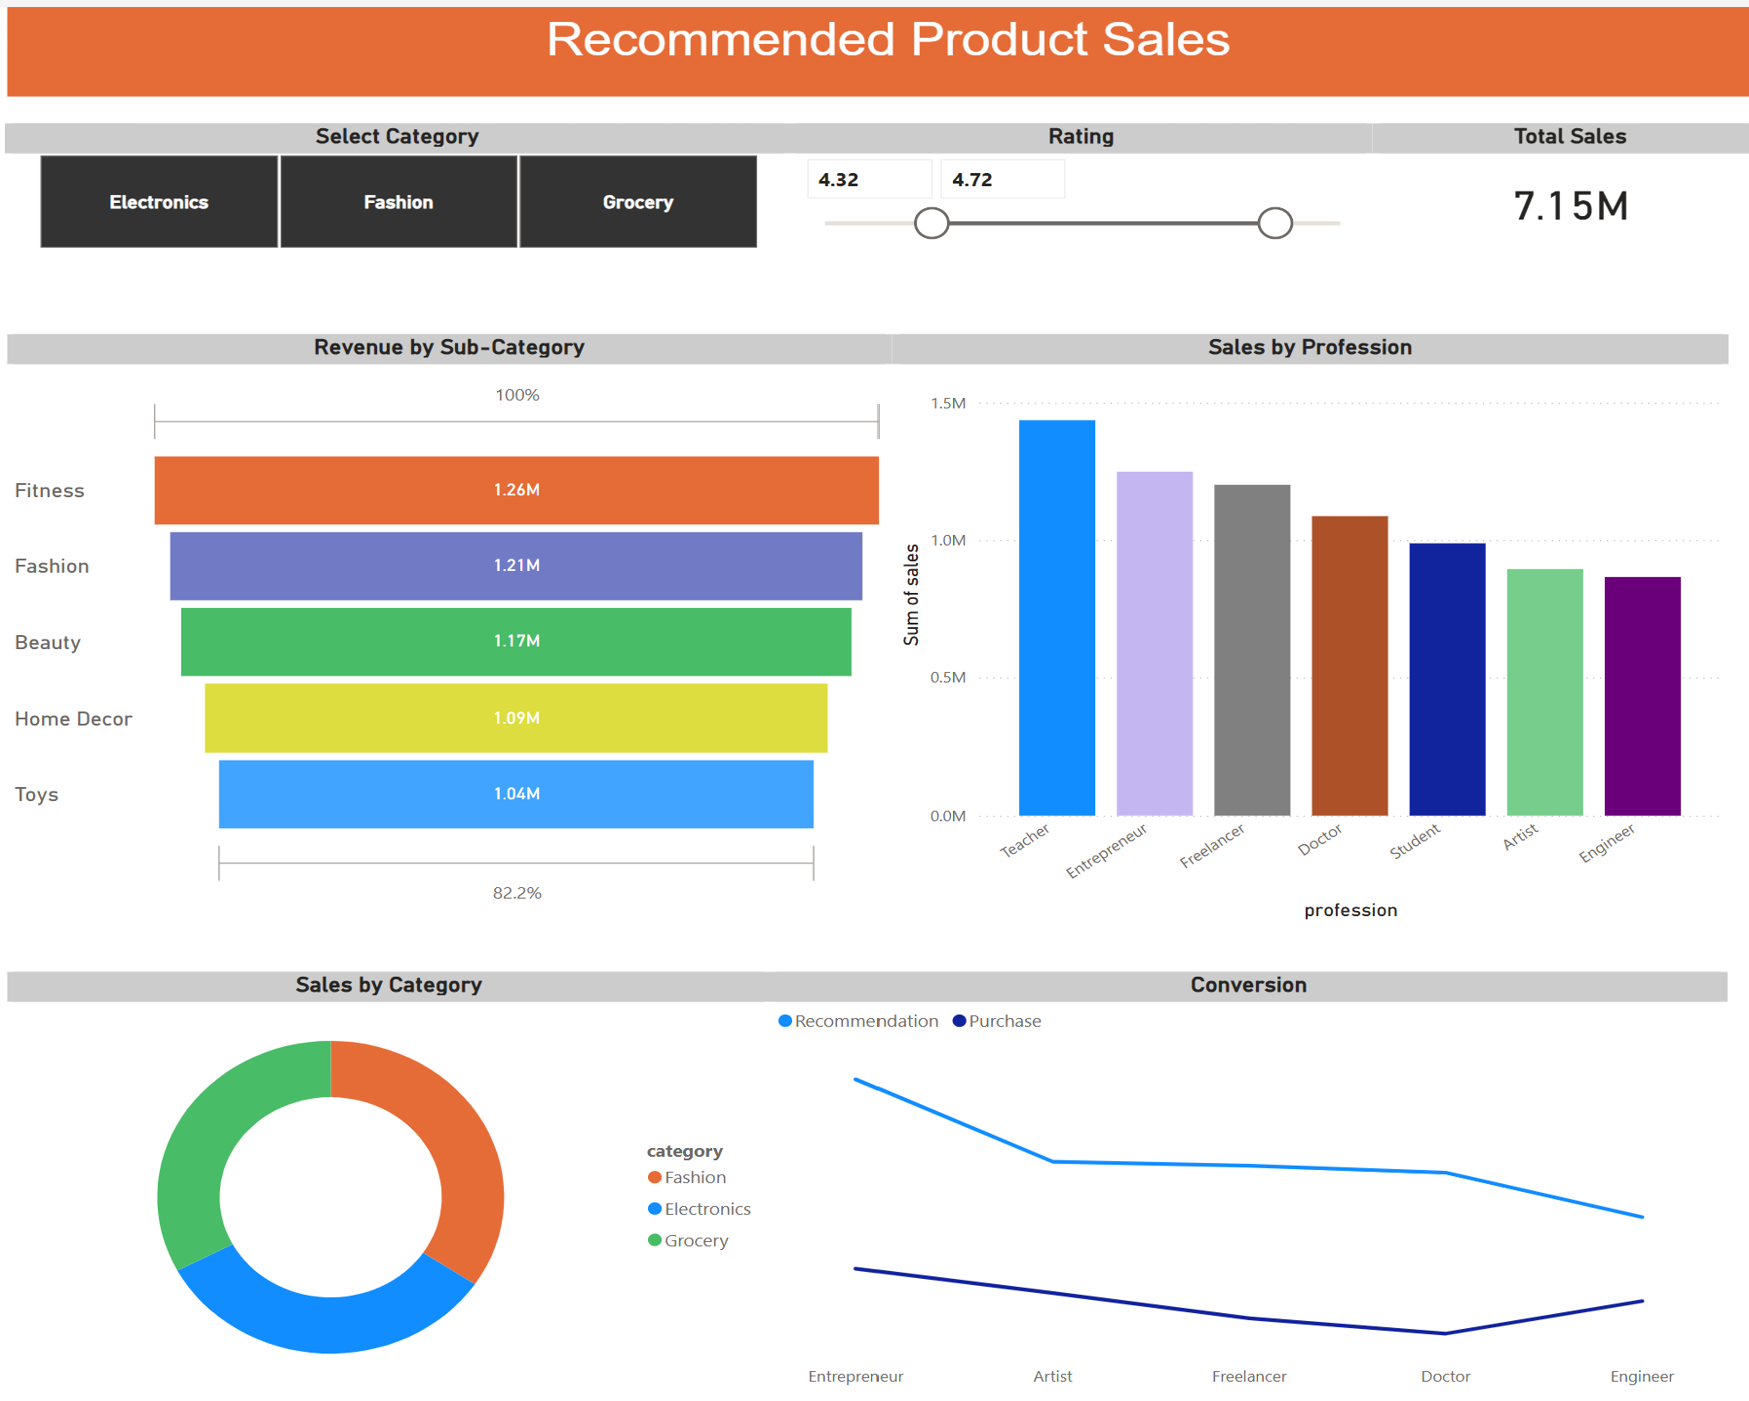 Recommended Product Sales
Select Category
Rating
Total Sales
Electronics
Fashion
Grocery
4.32
4.72
7.15M
Revenue by Sub-Category
Sales by Profession
100%
Fitness
1.26M
Fashion
1.21M
Beauty
1.17M
Home Decor
1.09M
Toys
1.04M
82.2%
Sum of sales
1.5M
1.0M
0.5M
0.0M
Teacher
Entrepreneur
Freelancer
Doctor
Student
Artist
Engineer
profession
Sales by Category
Conversion
category
Fashion
Electronics
Grocery
Recommendation
Purchase
Entrepreneur
Artist
Freelancer
Doctor
Engineer